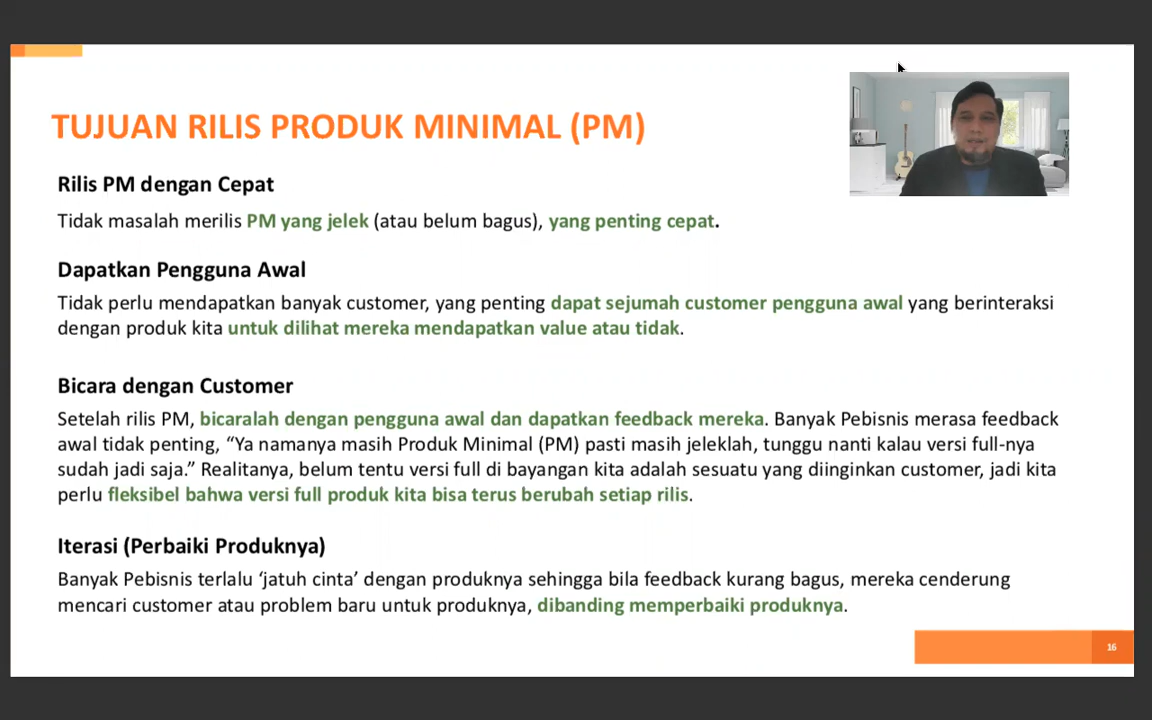 TUJUAN RILIS PRODUK MINIMAL (PM)
Rilis PM dengan Cepat
Tidak masalah merilis PM yang jelek (atau belum bagus), yang penting cepat.
Dapatkan Pengguna Awal
Tidak perlu mendapatkan banyak customer, yang penting dapat sejumah customer pengguna awal yang berinteraksi
dengan produk kita untuk dilihat mereka mendapatkan value atau tidak.
Bicara dengan Customer
Setelah rilis PM, bicaralah dengan pengguna awal dan dapatkan feedback mereka. Banyak Pebisnis merasa feedback
awal tidak penting, “Ya namanya masih Produk Minimal (PM) pasti masih jeleklah, tunggu nanti kalau versi full-nya
sudah jadi saja.” Realitanya, belum tentu versi full di bayangan kita adalah sesuatu yang diinginkan customer, jadi kita
perlu fleksibel bahwa versi full produk kita bisa terus berubah setiap rilis.
Iterasi (Perbaiki Produknya)
Banyak Pebisnis terlalu ‘jatuh cinta’ dengan produknya sehingga bila feedback kurang bagus, mereka cenderung
mencari customer atau problem baru untuk produknya, dibanding memperbaiki produknya.
16